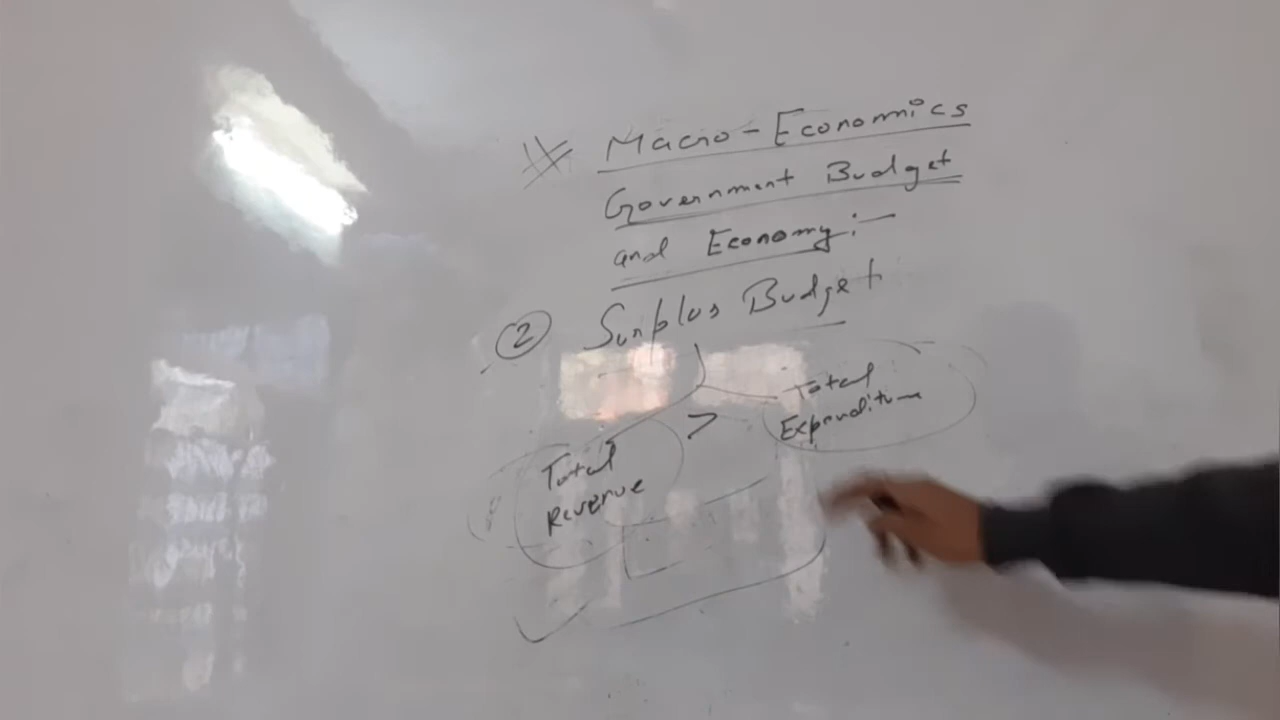 Macro-Economics
Government Budget
and Economy:-
② Surplus Budget
Total
Expenditure
>
Total
Revenue